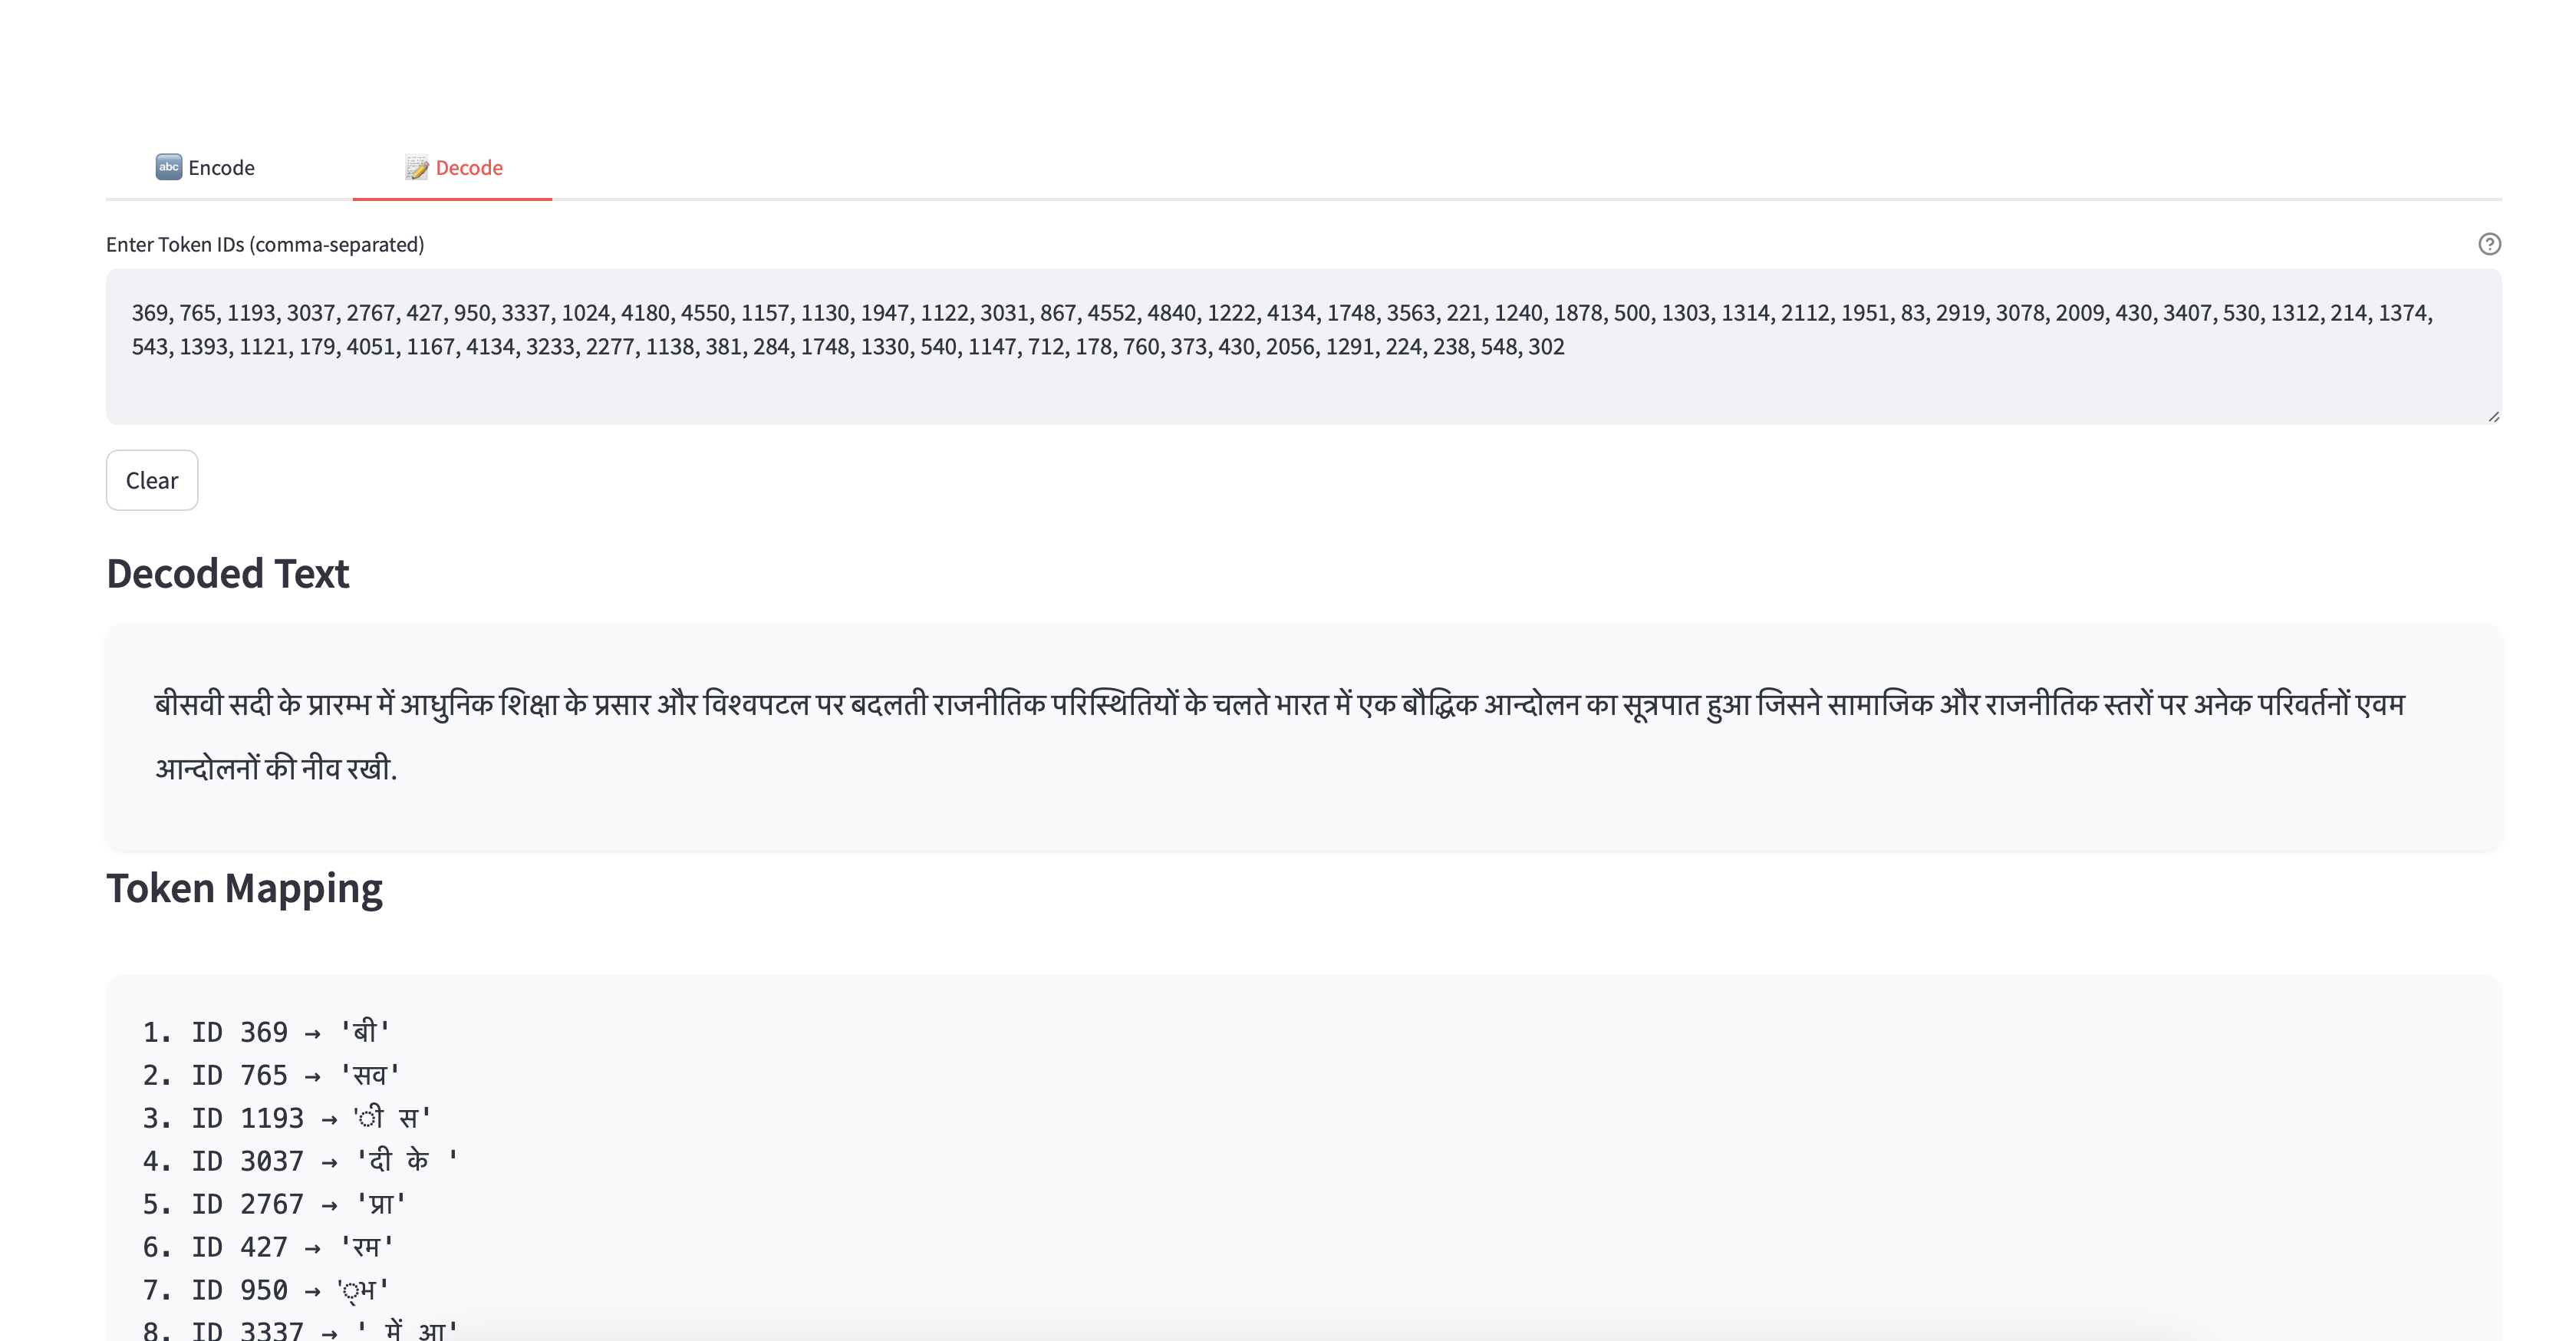 Encode
Decode
Enter Token IDs (comma-separated)
369, 765, 1193, 3037, 2767, 427, 950, 3337, 1024, 4180, 4550, 1157, 1130, 1947, 1122, 3031, 867, 4552, 4840, 1222, 4134, 1748, 3563, 221, 1240, 1878, 500, 1303, 1314, 2112, 1951, 83, 2919, 3078, 2009, 430, 3407, 530, 1312, 214, 1374,
543, 1393, 1121, 179, 4051, 1167, 4134, 3233, 2277, 1138, 381, 284, 1748, 1330, 540, 1147, 712, 178, 760, 373, 430, 2056, 1291, 224, 238, 548, 302
Clear
Decoded Text
बीसवी सदी के प्रारम्भ में आधुनिक शिक्षा के प्रसार और विश्वपटल पर बदलती राजनीतिक परिस्थितियों के चलते भारत में एक बौद्धिक आन्दोलन का सूत्रपात हुआ जिसने सामाजिक और राजनीतिक स्तरों पर अनेक परिवर्तनों एवम
आन्दोलनों की नीव रखी.
Token Mapping
1. ID 369 → 'बी'
2. ID 765 → 'सव'
3. ID 1193 → 'ी स'
4. ID 3037 → 'दी के '
5. ID 2767 → 'प्रा'
6. ID 427 → 'रम'
7. ID 950 → '्भ'
8. ID 3337 → ' में आ'